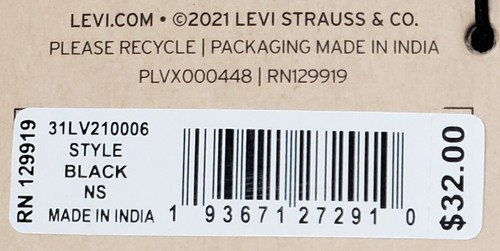 LEVI.COM • ©2021 LEVI STRAUSS & CO.
PLEASE RECYCLE | PACKAGING MADE IN INDIA
PLVX000448 | RN129919
RN 129919
31LV210006
STYLE
BLACK
NS
MADE IN INDIA
1 93671 27291 0
$32.00